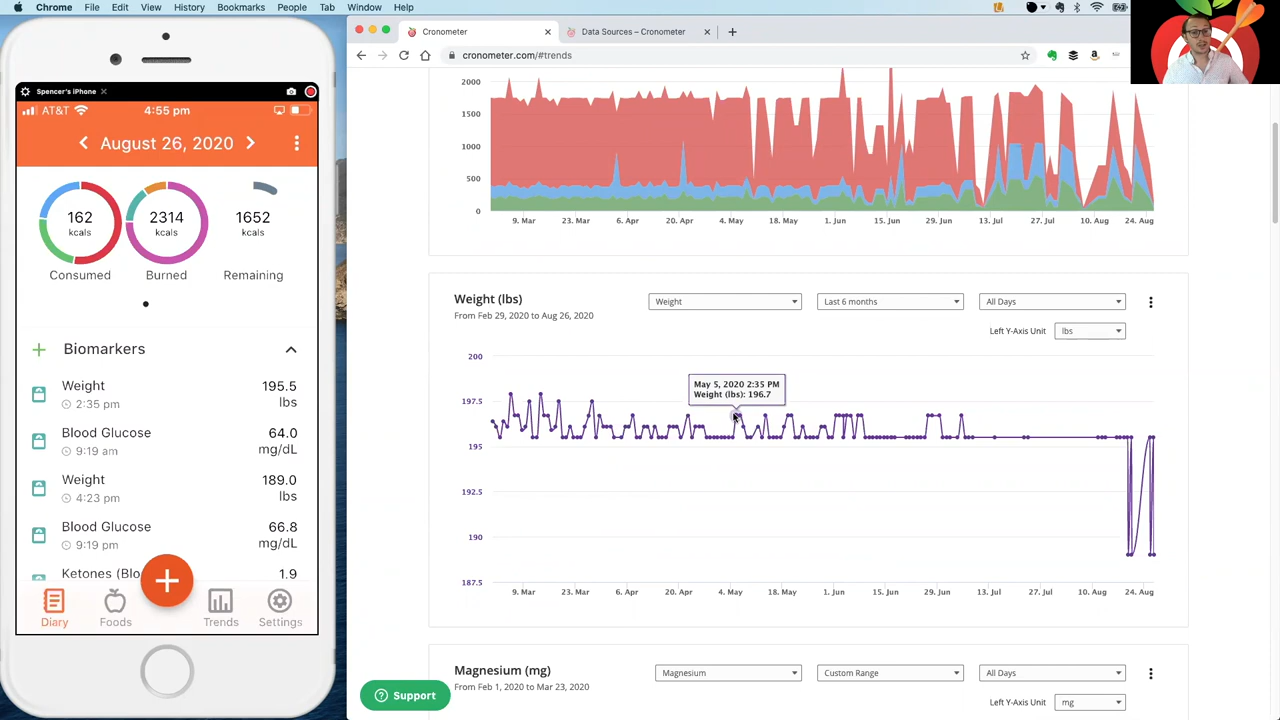 Chrome File Edit View History Bookmarks People Tab Window Help
Spencer's iPhone
AT&T 4:55 pm
August 26, 2020
162
kcals
2314
kcals
1652
kcals
Consumed Burned Remaining
Biomarkers
Weight 195.5
2:35 pm lbs
Blood Glucose 64.0
9:19 am mg/dL
Weight 189.0
4:23 pm lbs
Blood Glucose 66.8
9:19 pm mg/dL
Ketones (Blo 1.9
Diary Foods Trends Settings
Cronometer
Data Sources – Cronometer
cronometer.com/#trends
2000
1500
1000
500
0
9. Mar 23. Mar 6. Apr 20. Apr 4. May 18. May 1. Jun 15. Jun 29. Jun 13. Jul 27. Jul 10. Aug 24. Aug
Weight (lbs) Weight Last 6 months All Days
From Feb 29, 2020 to Aug 26, 2020
Left Y-Axis Unit lbs
200
197.5
195
192.5
190
187.5
May 5, 2020 2:35 PM
Weight (lbs): 196.7
9. Mar 23. Mar 6. Apr 20. Apr 4. May 18. May 1. Jun 15. Jun 29. Jun 13. Jul 27. Jul 10. Aug 24. Aug
Magnesium (mg) Magnesium Custom Range All Days
From Feb 1, 2020 to Mar 23, 2020
Left Y-Axis Unit mg
Support